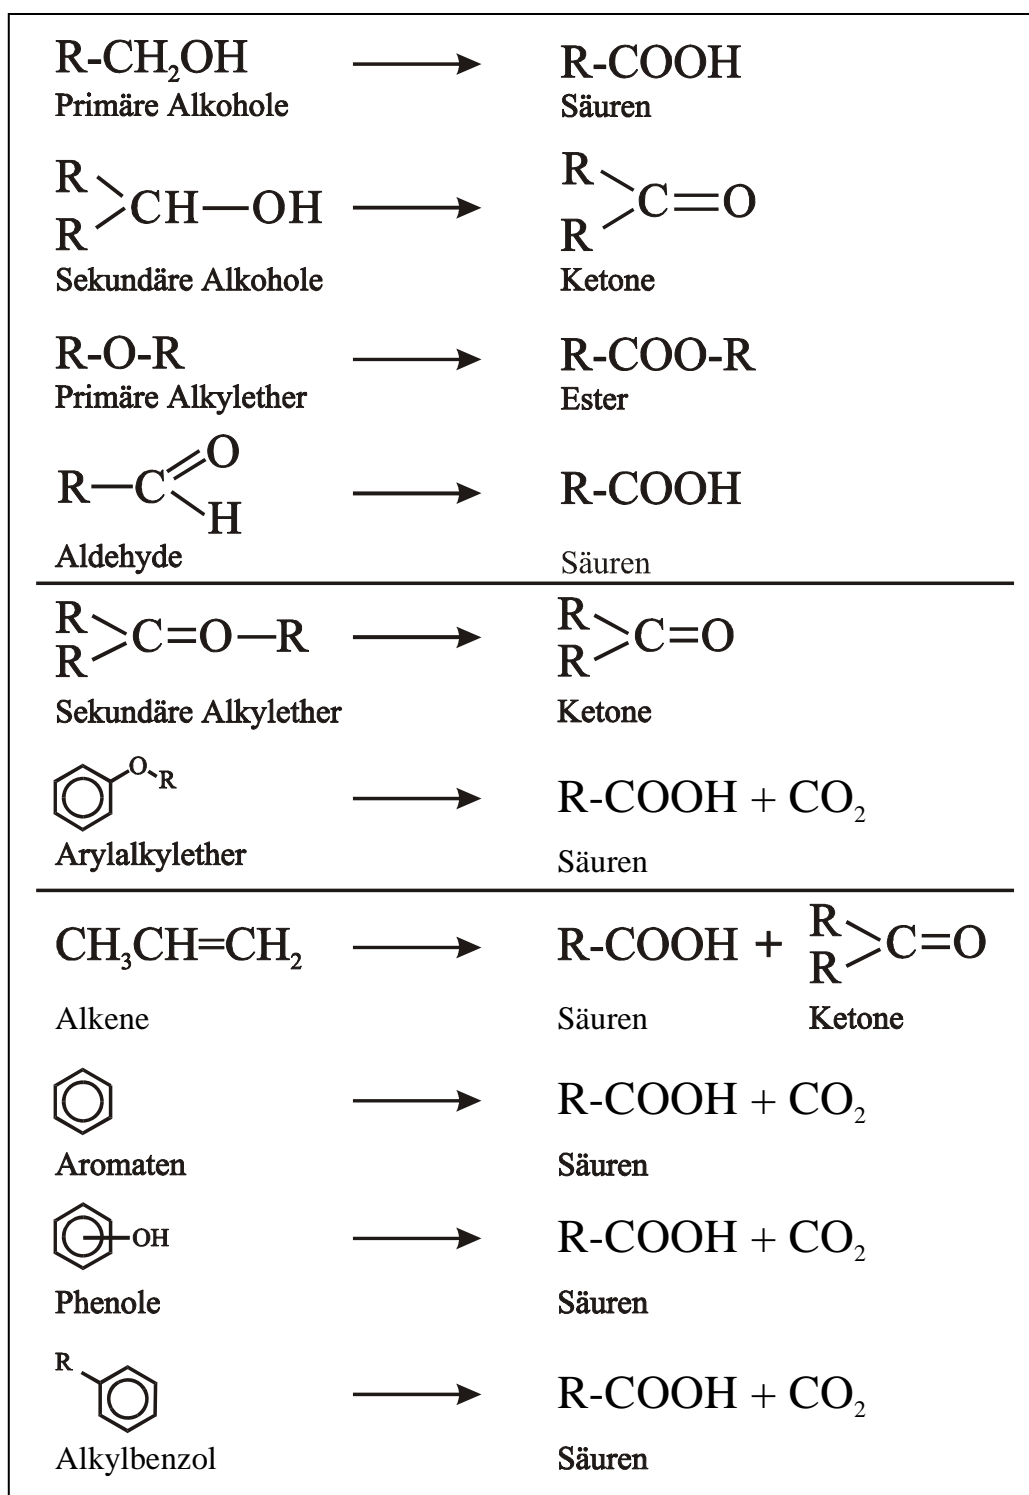 R-CH₂OH R-COOH
Primäre Alkohole Säuren
R R
CH—OH C=O
R R
Sekundäre Alkohole Ketone
R-O-R R-COO-R
Primäre Alkylether Ester
O
R—C R-COOH
H
Aldehyde Säuren
R R
C=O—R C=O
R R
Sekundäre Alkylether Ketone
O R
R-COOH + CO₂
Arylalkylether Säuren
R
CH₃CH=CH₂ R-COOH + C=O
R
Alkene Säuren Ketone
R-COOH + CO₂
Aromaten Säuren
OH R-COOH + CO₂
Phenole Säuren
R
R-COOH + CO₂
Alkylbenzol Säuren